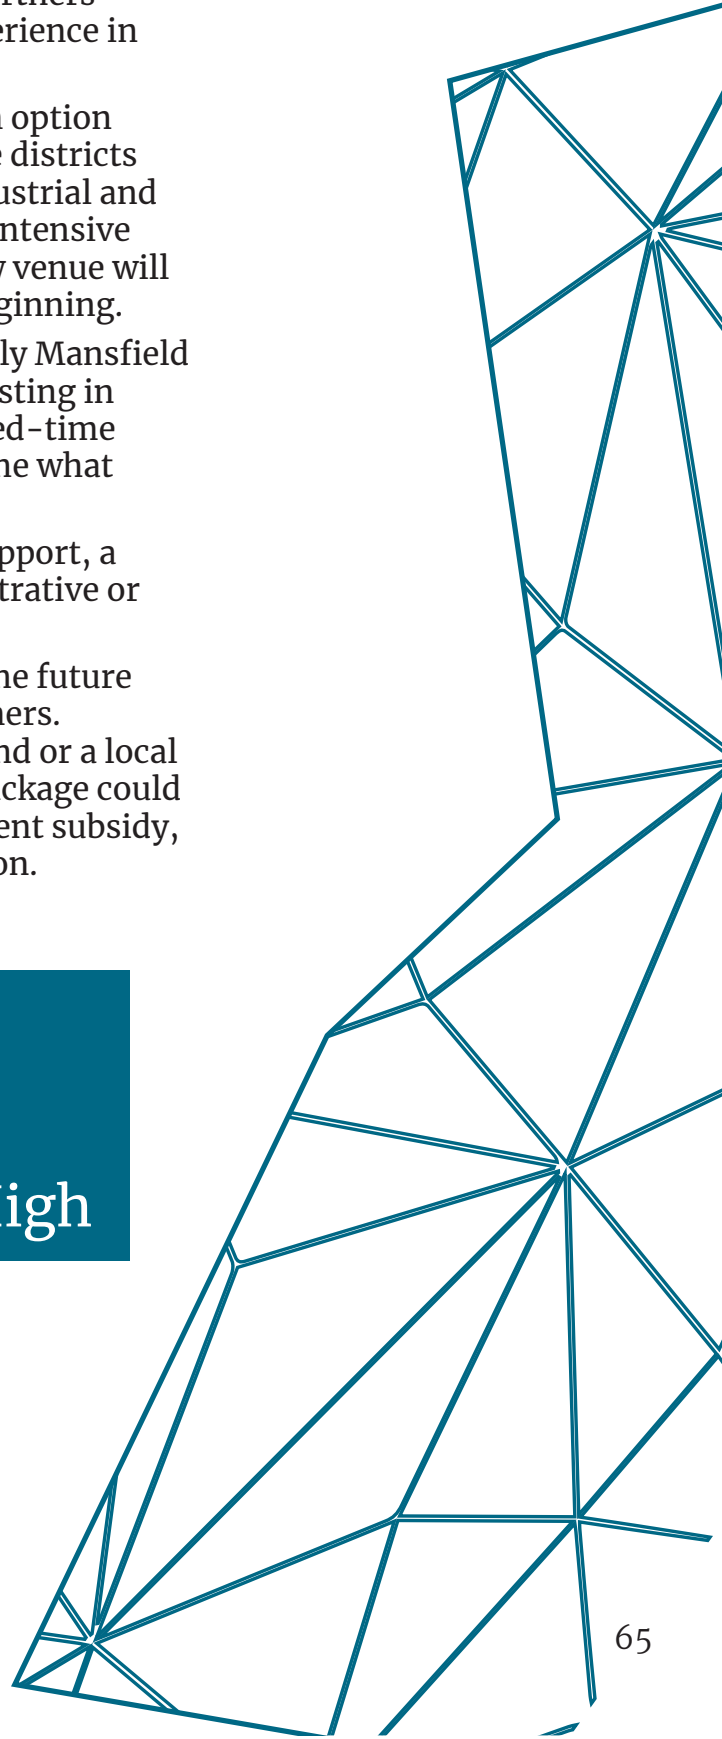 erience in
option
districts
ustrial and
ntensive
venue will
ginning.
ly Mansfield
sting in
ed-time
ne what
pport, a
trative or
ne future
ners.
nd or a local
ckage could
ent subsidy,
on.
igh
65